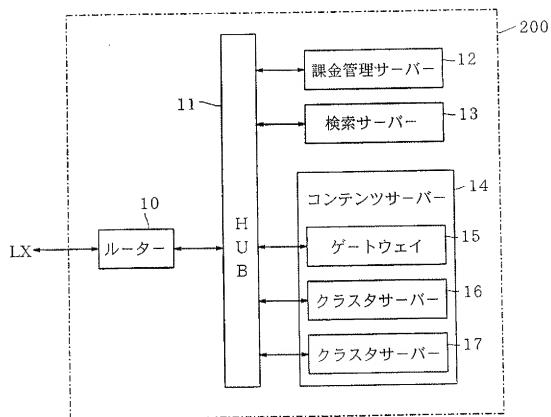 200
課金管理サーバー
12
11
検索サーバー
13
コンテンツサーバー
14
10
LX
ルーター
HUB
ゲートウェイ
15
クラスタサーバー
16
クラスタサーバー
17